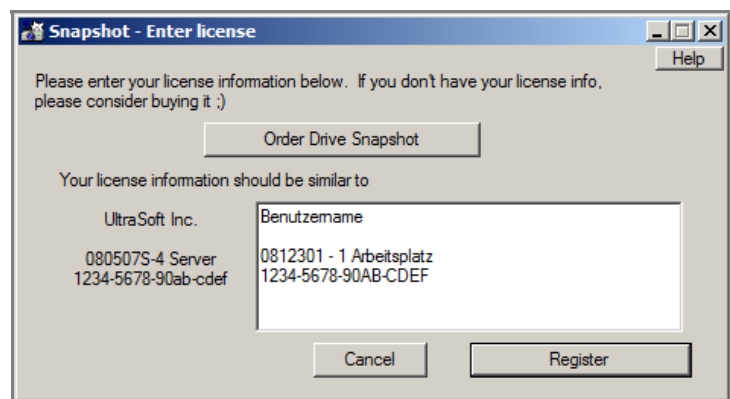 Snapshot - Enter license
Help
Please enter your license information below. If you don't have your license info,
please consider buying it ;)
Order Drive Snapshot
Your license information should be similar to
UltraSoft Inc.
080507S-4 Server
1234-5678-90ab-cdef
Benutzername
0812301 - 1 Arbeitsplatz
1234-5678-90AB-CDEF
Cancel
Register